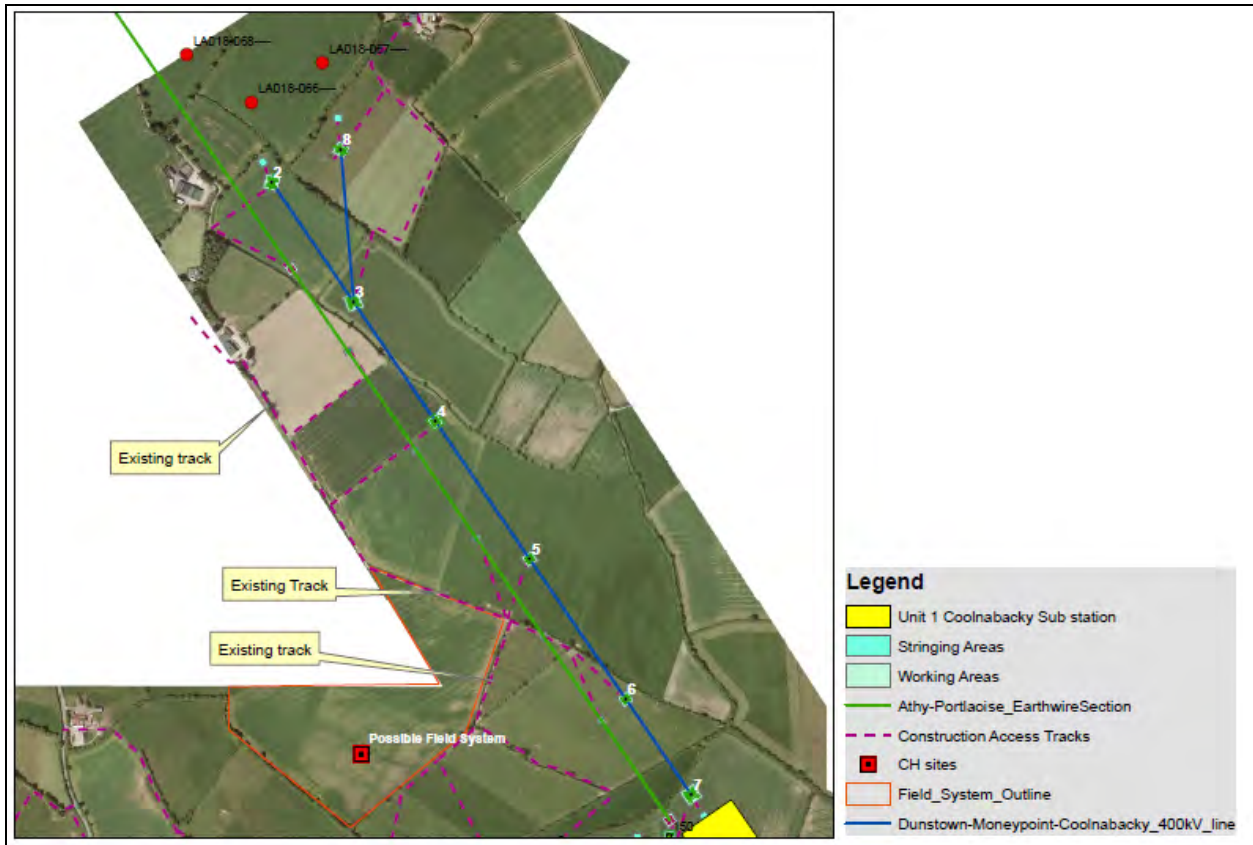 LA018-068----
LA018-067----
LA018-066----
8
2
3
4
Existing track
5
Existing Track
Existing track
6
Possible Field System
7
150
Legend
Unit 1 Coolnabacky Sub station
Stringing Areas
Working Areas
Athy-Portlaoise_EarthwireSection
Construction Access Tracks
CH sites
Field_System_Outline
Dunstown-Moneypoint-Coolnabacky_400kV_line